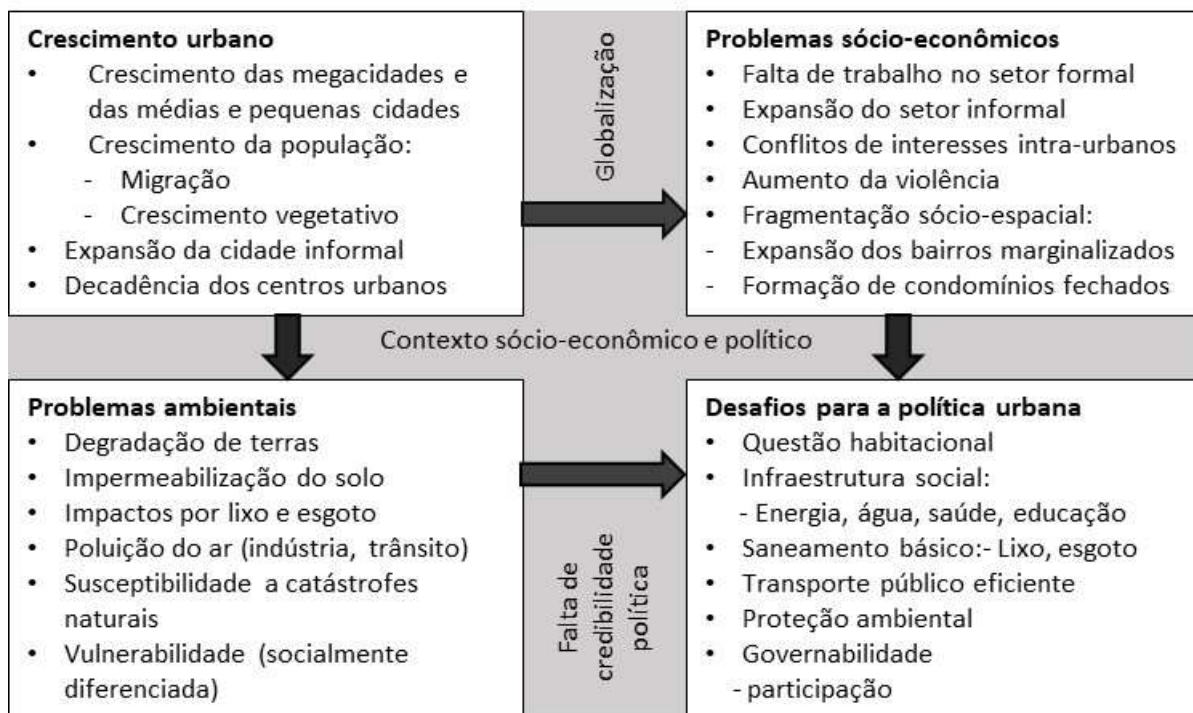 Crescimento urbano
• Crescimento das megacidades e
das médias e pequenas cidades
• Crescimento da população:
- Migração
- Crescimento vegetativo
• Expansão da cidade informal
• Decadência dos centros urbanos
Globalização
Problemas sócio-econômicos
• Falta de trabalho no setor formal
• Expansão do setor informal
• Conflitos de interesses intra-urbanos
• Aumento da violência
• Fragmentação sócio-espacial:
- Expansão dos bairros marginalizados
- Formação de condomínios fechados
Contexto sócio-econômico e político
Problemas ambientais
• Degradação de terras
• Impermeabilização do solo
• Impactos por lixo e esgoto
• Poluição do ar (indústria, trânsito)
• Susceptibilidade a catástrofes
naturais
• Vulnerabilidade (socialmente
diferenciada)
Falta de
credibilidade
política
Desafios para a política urbana
• Questão habitacional
• Infraestrutura social:
- Energia, água, saúde, educação
• Saneamento básico:- Lixo, esgoto
• Transporte público eficiente
• Proteção ambiental
• Governabilidade
- participação